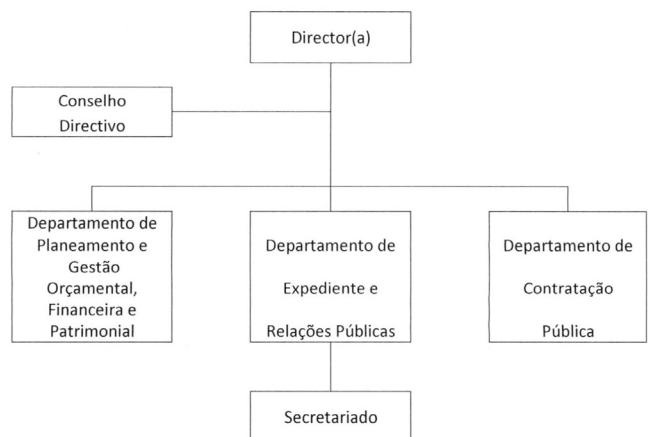 Director(a)
Conselho
Directivo
Departamento de
Planeamento e
Gestão
Orçamental,
Financeira e
Patrimonial
Departamento de
Expediente e
Relações Públicas
Departamento de
Contratação
Pública
Secretariado